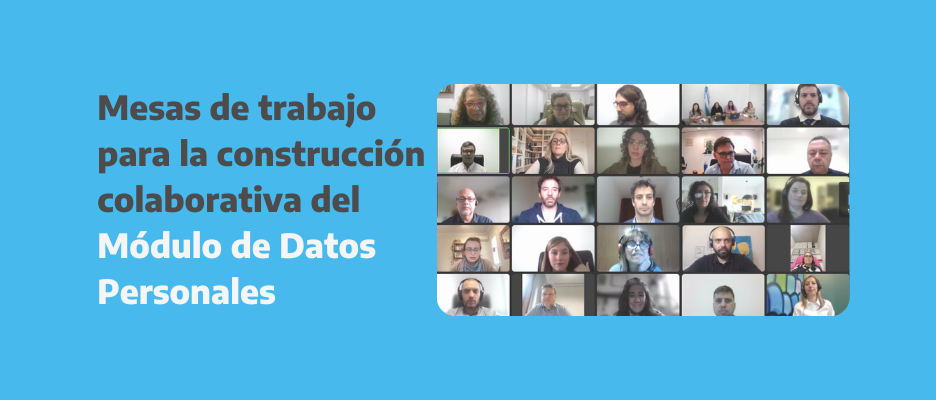 Mesas de trabajo
para la construcción
colaborativa del
Módulo de Datos
Personales